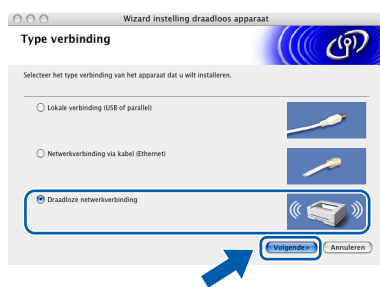 Wizard instelling draadloos apparaat
Type verbinding
Selecteer het type verbinding van het apparaat dat u wilt installeren.
Lokale verbinding (USB of parallel)
Netwerkverbinding via kabel (Ethernet)
Draadloze netwerkverbinding
Volgende> Annuleren